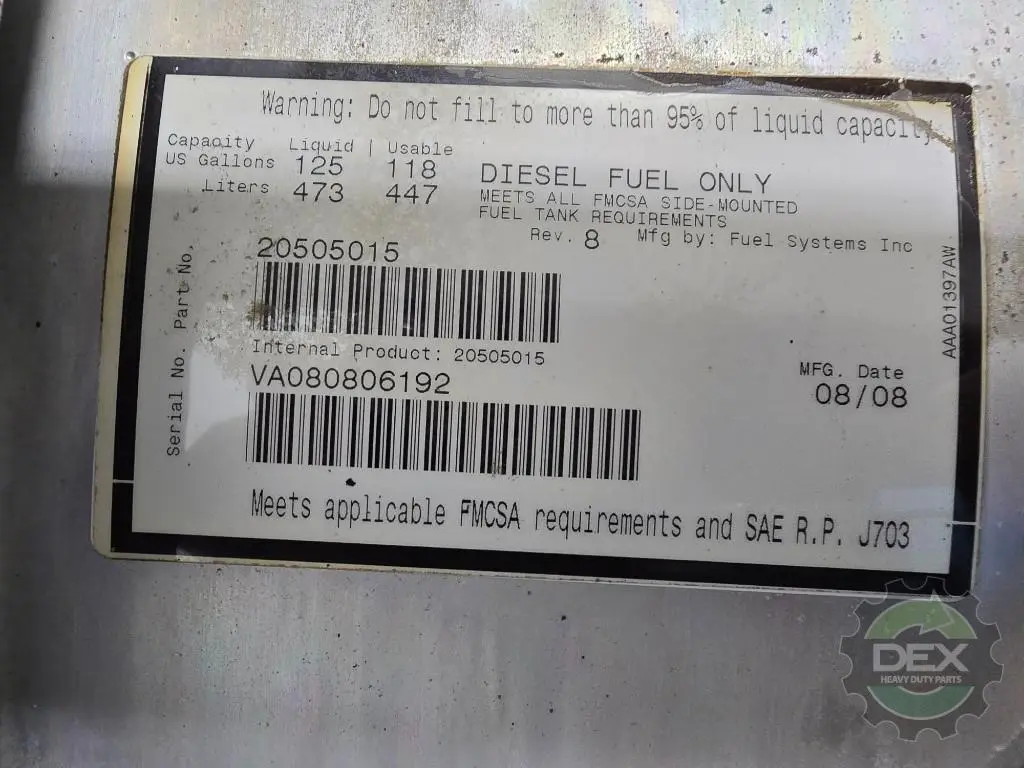 Warning: Do not fill to more than 95% of liquid capacity.
Capacity Liquid | Usable
US Gallons 125 118
Liters 473 447
DIESEL FUEL ONLY
MEETS ALL FMCSA SIDE-MOUNTED
FUEL TANK REQUIREMENTS
Rev. 8 Mfg by: Fuel Systems Inc
Part No.
20505015
Internal Product: 20505015
Serial No.
VA080806192
MFG. Date
08/08
AAA01397AW
Meets applicable FMCSA requirements and SAE R.P. J703
DEX
HEAVY DUTY PARTS